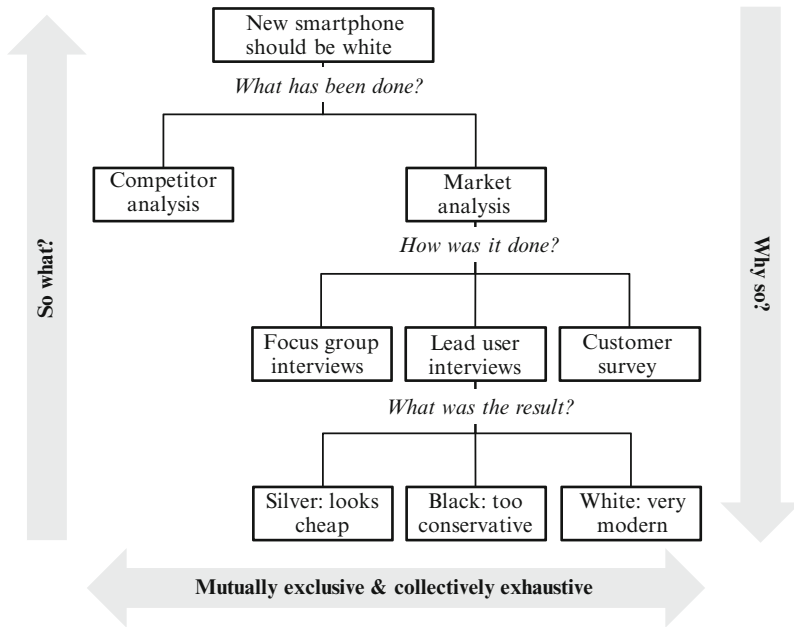 New smartphone
should be white
What has been done?
Competitor
analysis
Market
analysis
How was it done?
So what?
Why so?
Focus group
interviews
Lead user
interviews
Customer
survey
What was the result?
Silver: looks
cheap
Black: too
conservative
White: very
modern
Mutually exclusive & collectively exhaustive